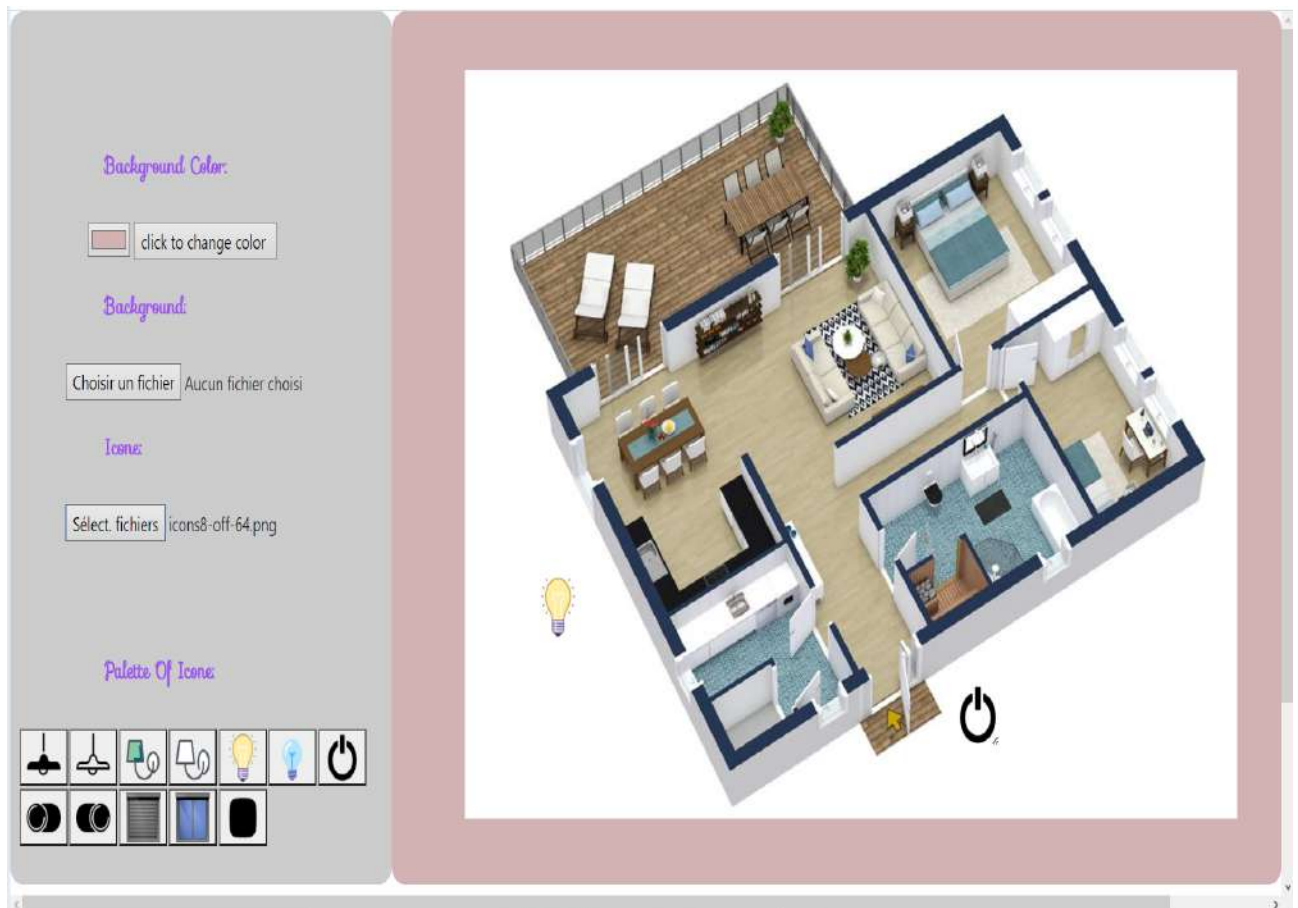 Background Color:
click to change color
Background:
Choisir un fichier Aucun fichier choisi
Icone:
Sélect. fichiers icons8-off-64.png
Palette Of Icone: